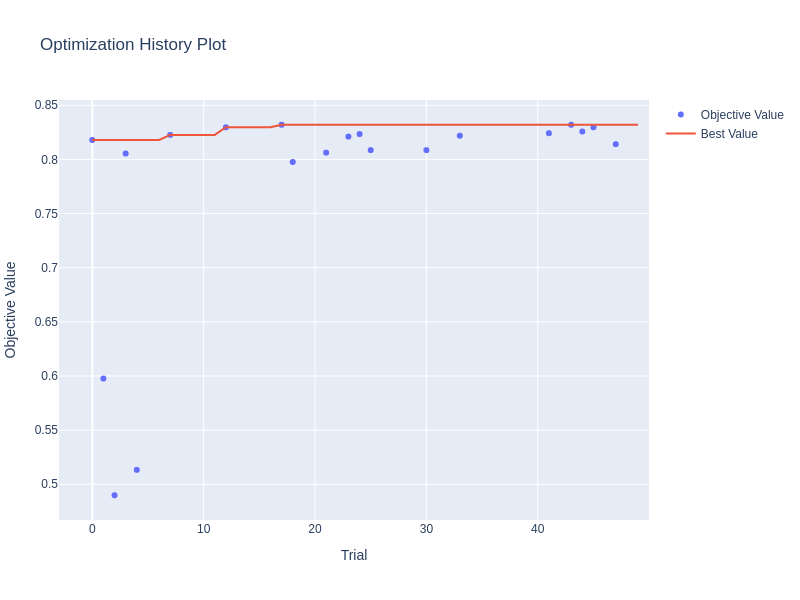 Optimization History Plot
Objective Value
Best Value
0.85
0.8
0.75
0.7
0.65
0.6
0.55
0.5
Objective Value
0 10 20 30 40
Trial